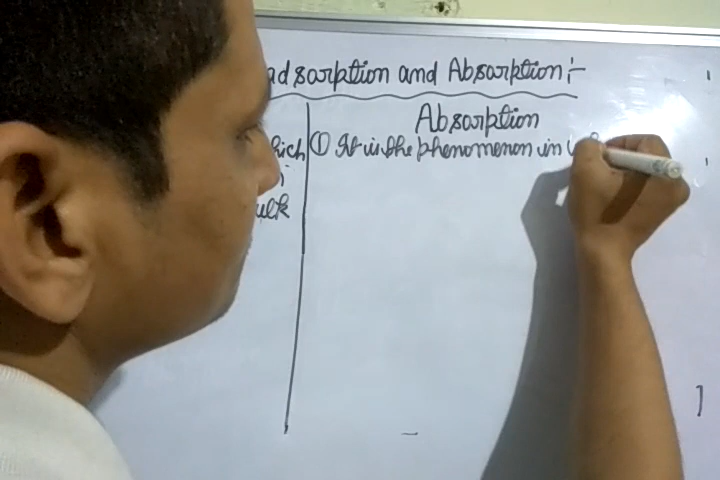 adsorption and Absorption :-
Absorption
hich
① It is the phenomenon in
ulk